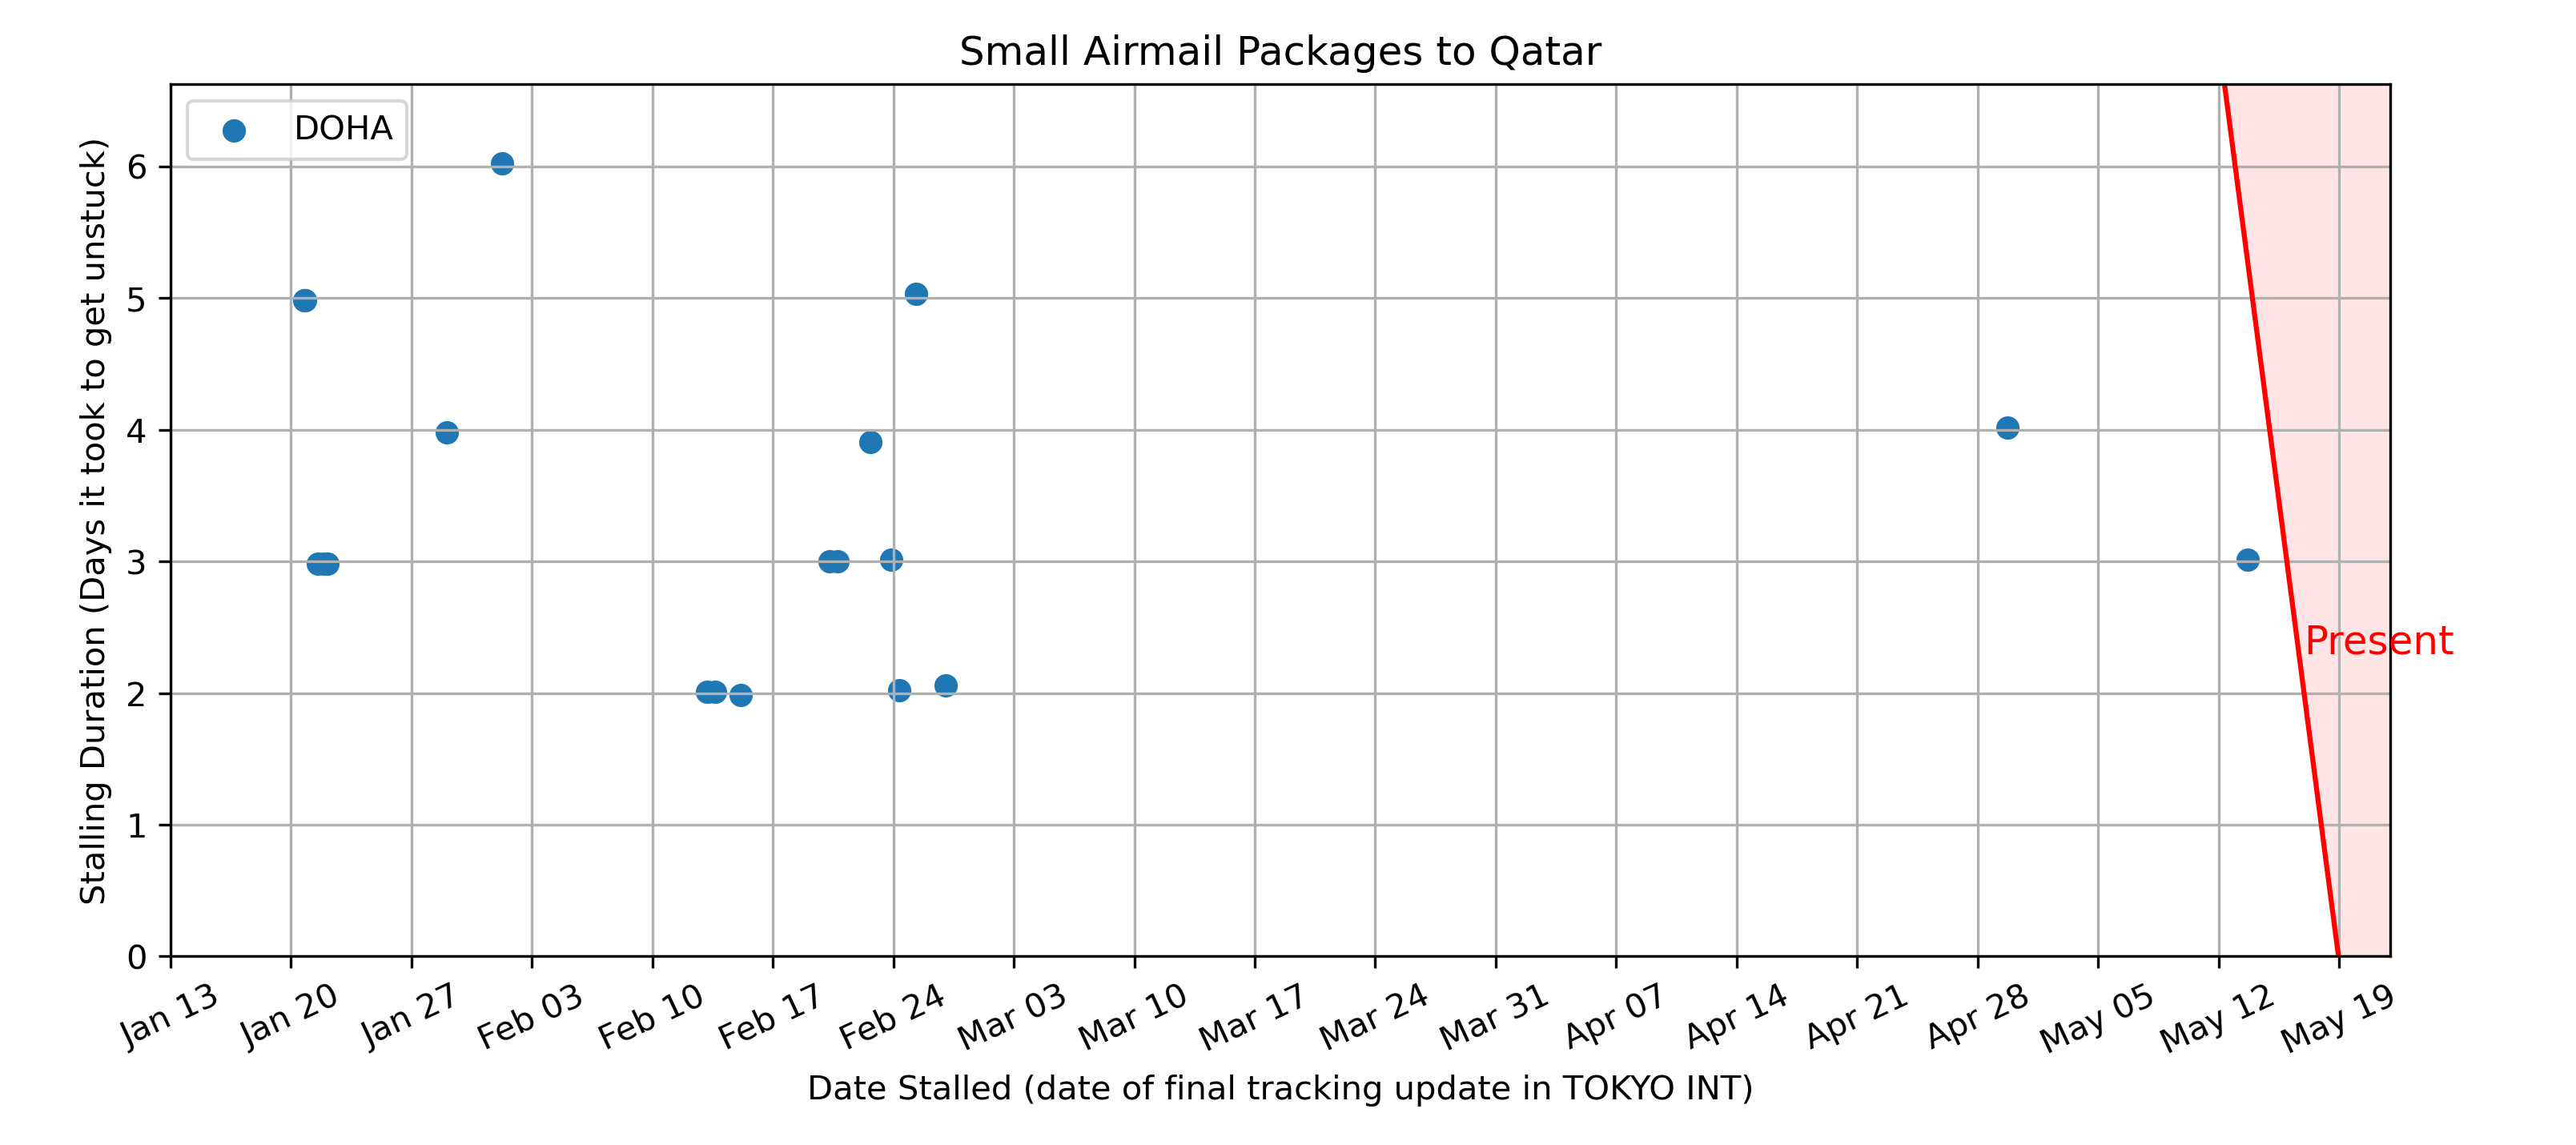 Small Airmail Packages to Qatar
DOHA
Stalling Duration (Days it took to get unstuck)
6
5
4
3
2
1
0
Present
Jan 13
Jan 20
Jan 27
Feb 03
Feb 10
Feb 17
Feb 24
Mar 03
Mar 10
Mar 17
Mar 24
Mar 31
Apr 07
Apr 14
Apr 21
Apr 28
May 05
May 12
May 19
Date Stalled (date of final tracking update in TOKYO INT)